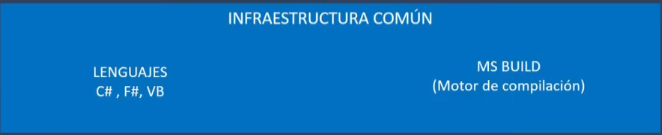 INFRAESTRUCTURA COMÚN
LENGUAJES
C# , F#, VB
MS BUILD
(Motor de compilación)